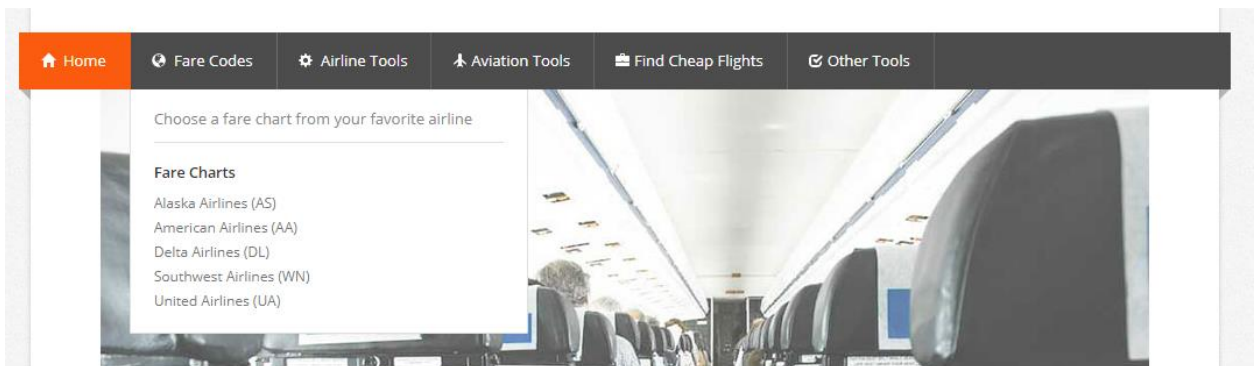 Home Fare Codes Airline Tools Aviation Tools Find Cheap Flights Other Tools
Choose a fare chart from your favorite airline
Fare Charts
Alaska Airlines (AS)
American Airlines (AA)
Delta Airlines (DL)
Southwest Airlines (WN)
United Airlines (UA)